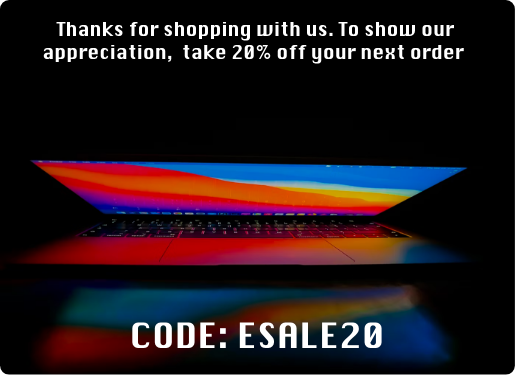 Thanks for shopping with us. To show our
appreciation, take 20% off your next order
CODE: ESALE20